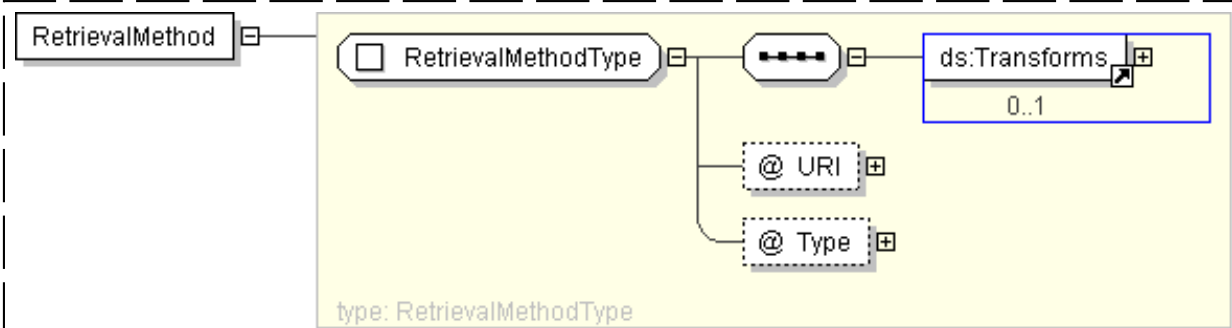 RetrievalMethod
RetrievalMethodType
ds:Transforms
0..1
@ URI
@ Type
type: RetrievalMethodType